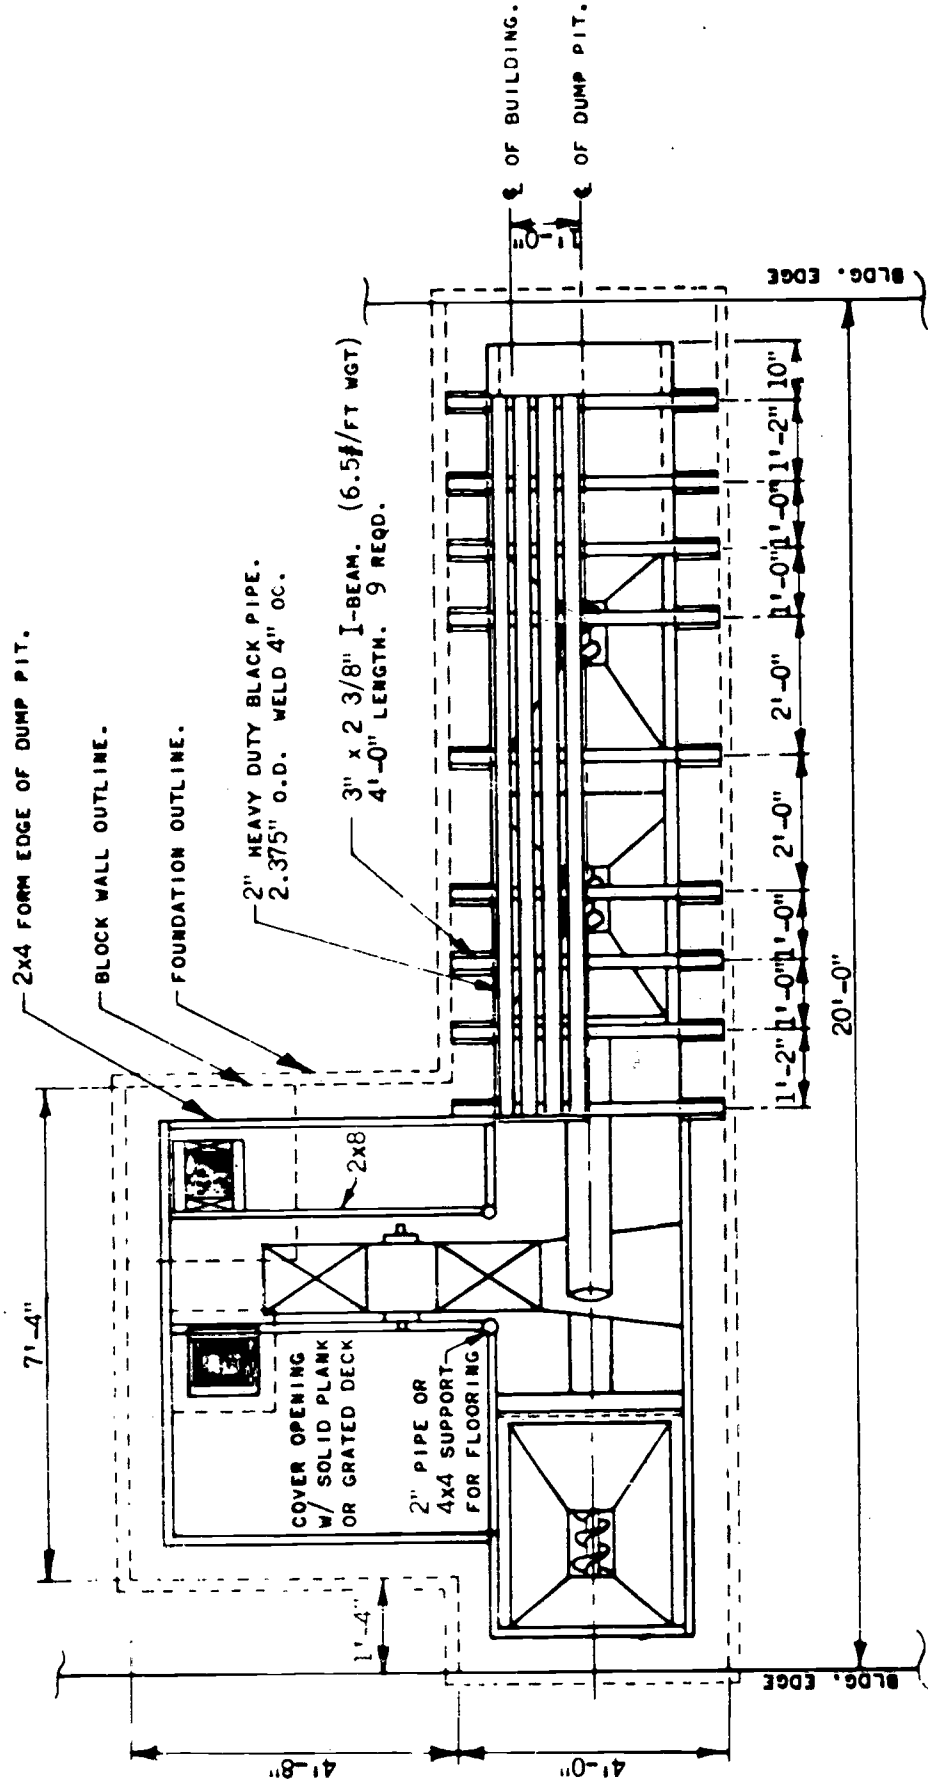 2x4 FORM EDGE OF DUMP PIT.
BLOCK WALL OUTLINE.
FOUNDATION OUTLINE.
2" HEAVY DUTY BLACK PIPE.
2.375" O.D. WELD 4" OC.
3" x 2 3/8" I-BEAM. (6.5#/FT WGT)
4'-0" LENGTH. 9 REQD.
℄ OF BUILDING.
℄ OF DUMP PIT.
1'-0"
7'-4"
2x8
COVER OPENING
W/ SOLID PLANK
OR GRATED DECK
2" PIPE OR
4x4 SUPPORT
FOR FLOORING
1'-4"
4'-8"
4'-0"
BLDG. EDGE
BLDG. EDGE
1'-2"
1'-0"
1'-0"
2'-0"
2'-0"
1'-0"
1'-0"
1'-2"
10"
20'-0"